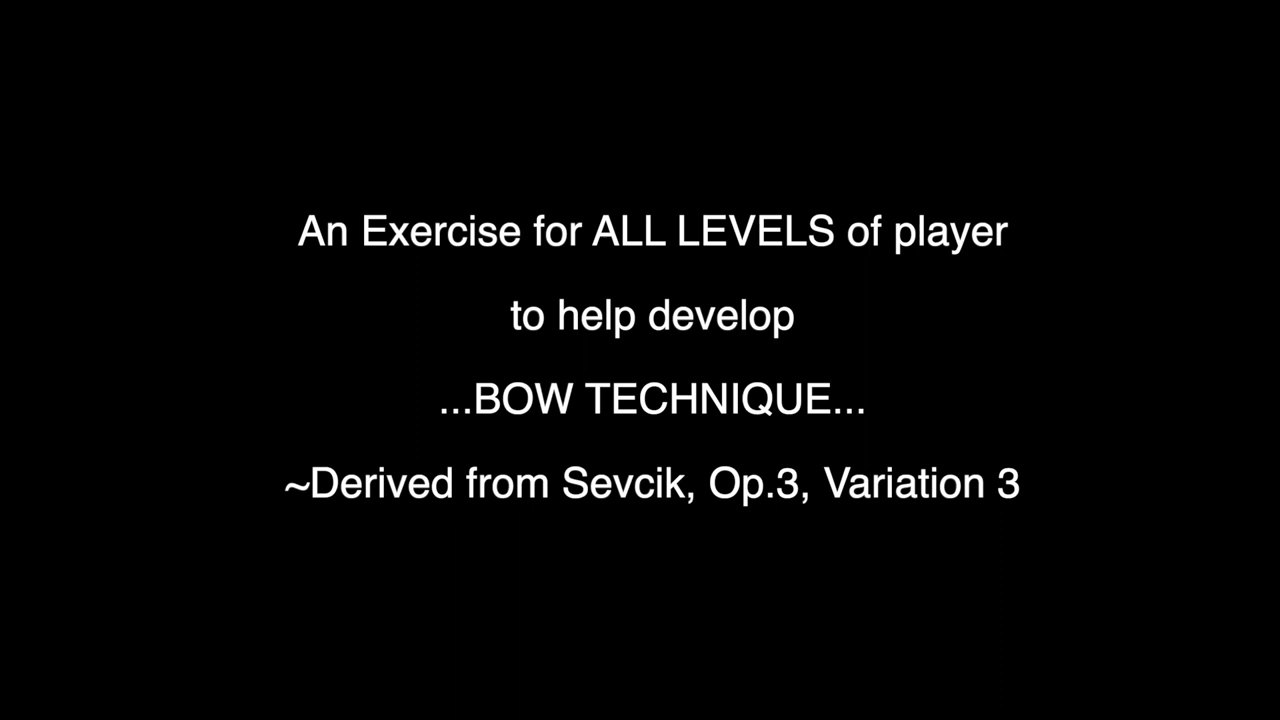 An Exercise for ALL LEVELS of player
to help develop
...BOW TECHNIQUE...
~Derived from Sevcik, Op.3, Variation 3